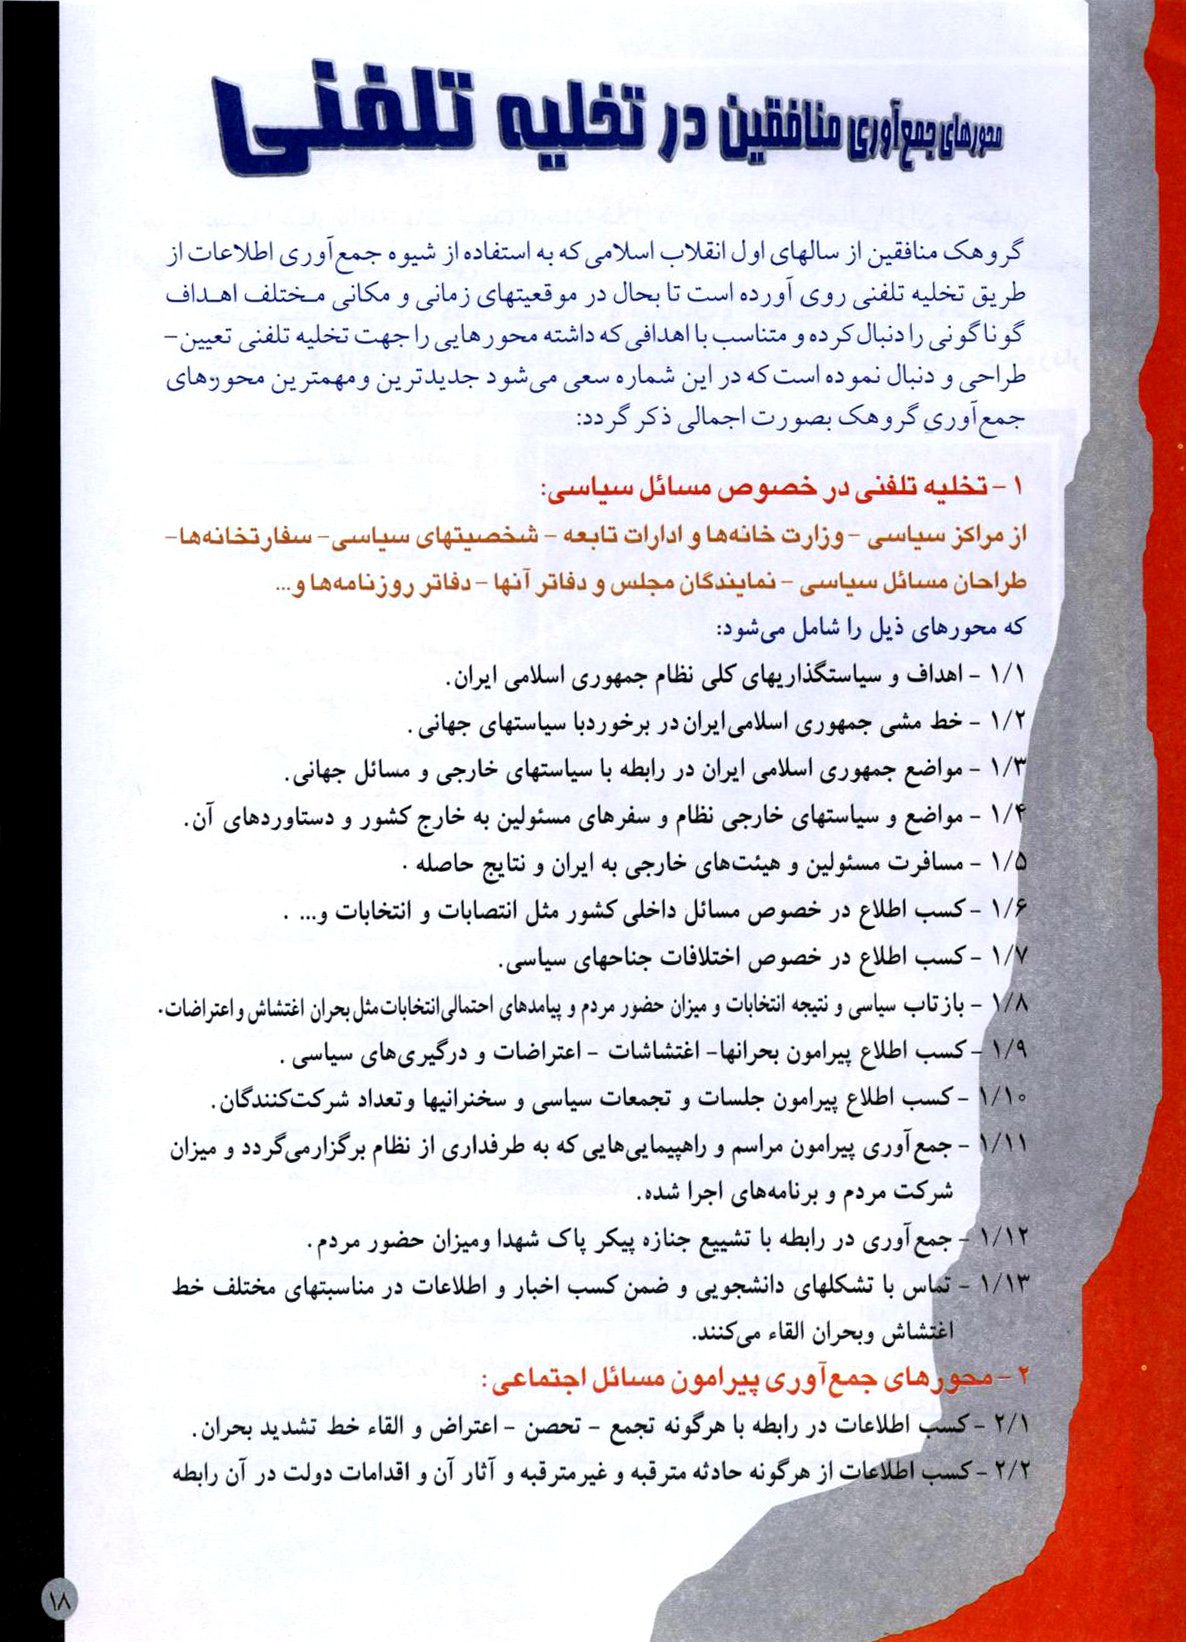 محورهای جمع‌آوری منافقین در تخلیه تلفنی
گروهک منافقین از سالهای اول انقلاب اسلامی که به استفاده از شیوه جمع‌آوری اطلاعات از
طریق تخلیه تلفنی روی آورده است تا بحال در موقعیتهای زمانی و مکانی مختلف اهداف
گوناگونی را دنبال کرده و متناسب با اهدافی که داشته محورهایی را جهت تخلیه تلفنی تعیین-
طراحی و دنبال نموده است که در این شماره سعی می‌شود جدیدترین ومهمترین محورهای
جمع‌آوری گروهک بصورت اجمالی ذکر گردد:
۱ - تخلیه تلفنی در خصوص مسائل سیاسی:
از مراکز سیاسی - وزارت خانه‌ها و ادارات تابعه - شخصیتهای سیاسی- سفارتخانه‌ها-
طراحان مسائل سیاسی - نمایندگان مجلس و دفاتر آنها - دفاتر روزنامه‌ها و...
که محورهای ذیل را شامل می‌شود:
۱/۱ - اهداف و سیاستگذاریهای کلی نظام جمهوری اسلامی ایران.
۱/۲ - خط مشی جمهوری اسلامی‌ایران در برخوردبا سیاستهای جهانی .
۱/۳ - مواضع جمهوری اسلامی ایران در رابطه با سیاستهای خارجی و مسائل جهانی.
۱/۴ - مواضع و سیاستهای خارجی نظام و سفرهای مسئولین به خارج کشور و دستاوردهای آن.
۱/۵ - مسافرت مسئولین و هیئت‌های خارجی به ایران و نتایج حاصله .
۱/۶ - کسب اطلاع در خصوص مسائل داخلی کشور مثل انتصابات و انتخابات و... .
۱/۷ - کسب اطلاع در خصوص اختلافات جناحهای سیاسی.
۱/۸ - بازتاب سیاسی و نتیجه انتخابات و میزان حضور مردم و پیامدهای احتمالی‌انتخابات‌مثل‌بحران اغتشاش و‌اعتراضات.
۱/۹ - کسب اطلاع پیرامون بحرانها- اغتشاشات - اعتراضات و درگیری‌های سیاسی .
۱/۱۰ - کسب اطلاع پیرامون جلسات و تجمعات سیاسی و سخنرانیها وتعداد شرکت‌کنندگان.
۱/۱۱ - جمع‌آوری پیرامون مراسم و راهپیمایی‌هایی که به طرفداری از نظام برگزارمی‌گردد و میزان
شرکت مردم و برنامه‌های اجرا شده.
۱/۱۲ - جمع‌آوری در رابطه با تشییع جنازه پیکر پاک شهدا ومیزان حضور مردم.
۱/۱۳ - تماس با تشکلهای دانشجویی و ضمن کسب اخبار و اطلاعات در مناسبتهای مختلف خط
اغتشاش وبحران القاء می‌کنند.
۲ - محورهای جمع‌آوری پیرامون مسائل اجتماعی:
۲/۱ - کسب اطلاعات در رابطه با هرگونه تجمع - تحصن - اعتراض و القاء خط تشدید بحران.
۲/۲ - کسب اطلاعات از هرگونه حادثه مترقبه و غیرمترقبه و آثار آن و اقدامات دولت در آن رابطه
۱۸